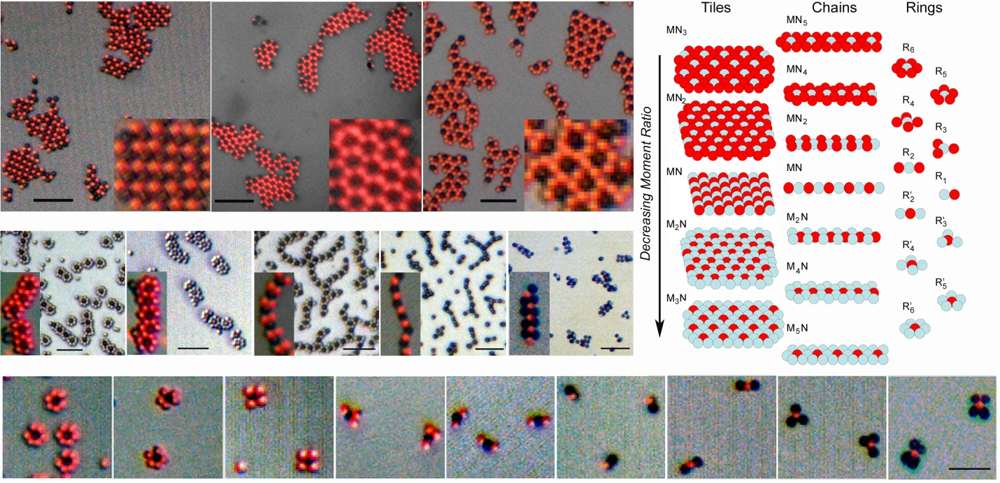 Tiles
Chains
Rings
Decreasing Moment Ratio
MN3
MN2
MN
M2N
M3N
MN5
MN4
MN2
MN
M2N
M4N
M5N
R6
R5
R4
R3
R2
R1
R'2
R'3
R'4
R'5
R'6